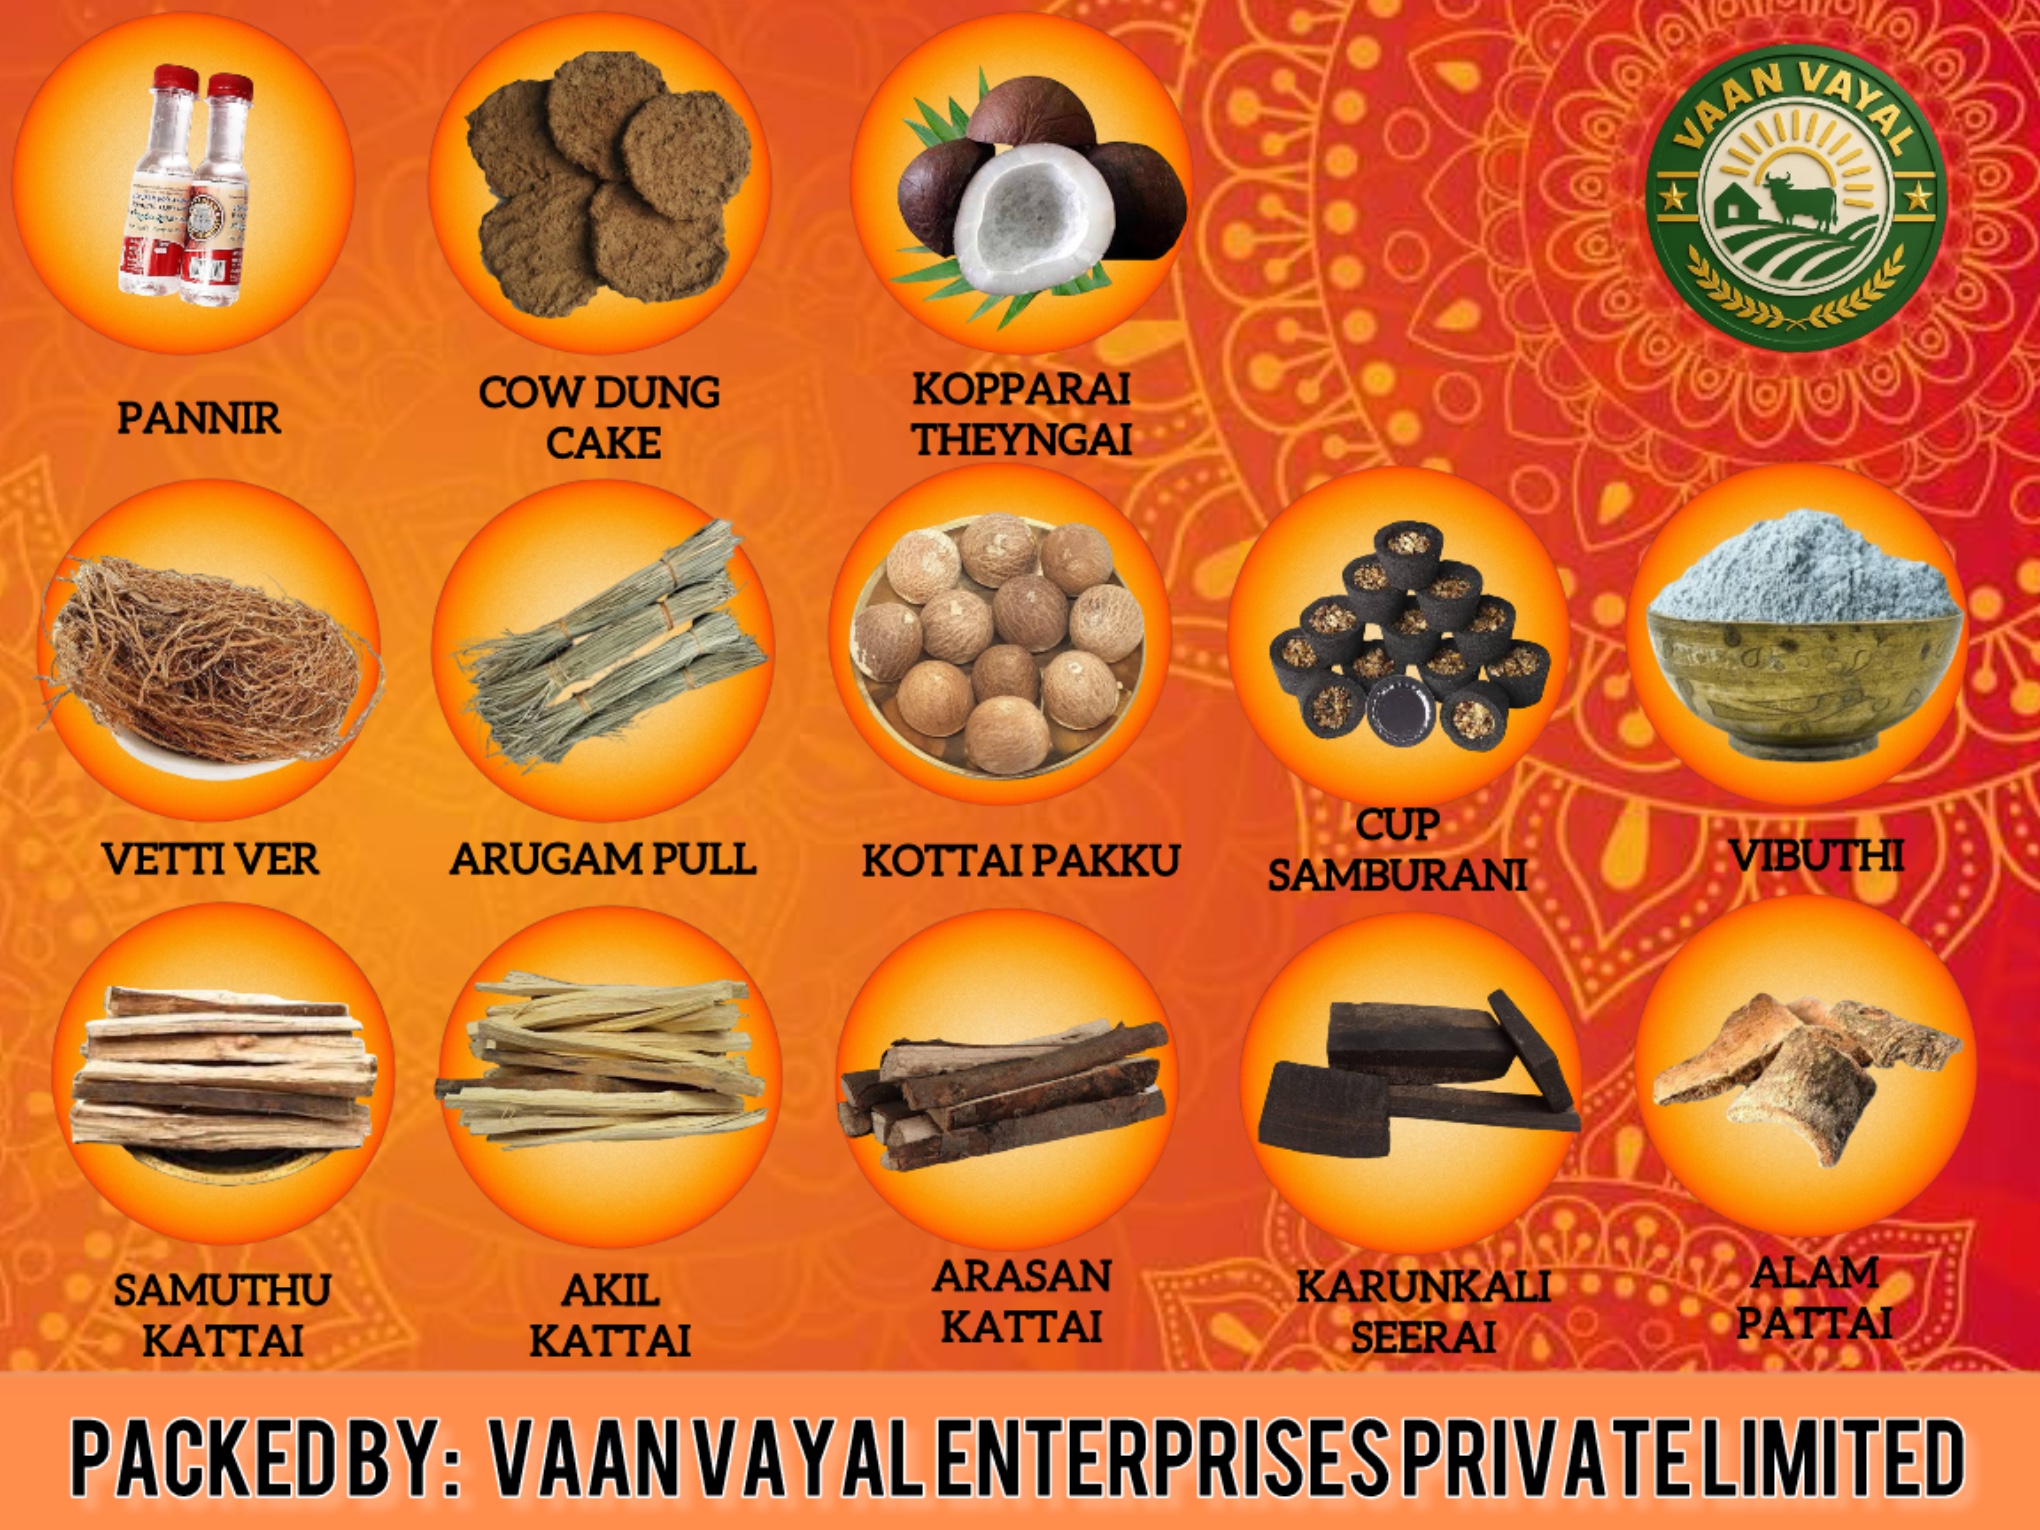 VAAN VAYAL
PANNIR
COW DUNG
CAKE
KOPPARAI
THEYNGAI
VETTI VER
ARUGAM PULL
KOTTAI PAKKU
CUP
SAMBURANI
VIBUTHI
SAMUTHU
KATTAI
AKIL
KATTAI
ARASAN
KATTAI
KARUNKALI
SEERAI
ALAM
PATTAI
PACKED BY: VAAN VAYAL ENTERPRISES PRIVATE LIMITED